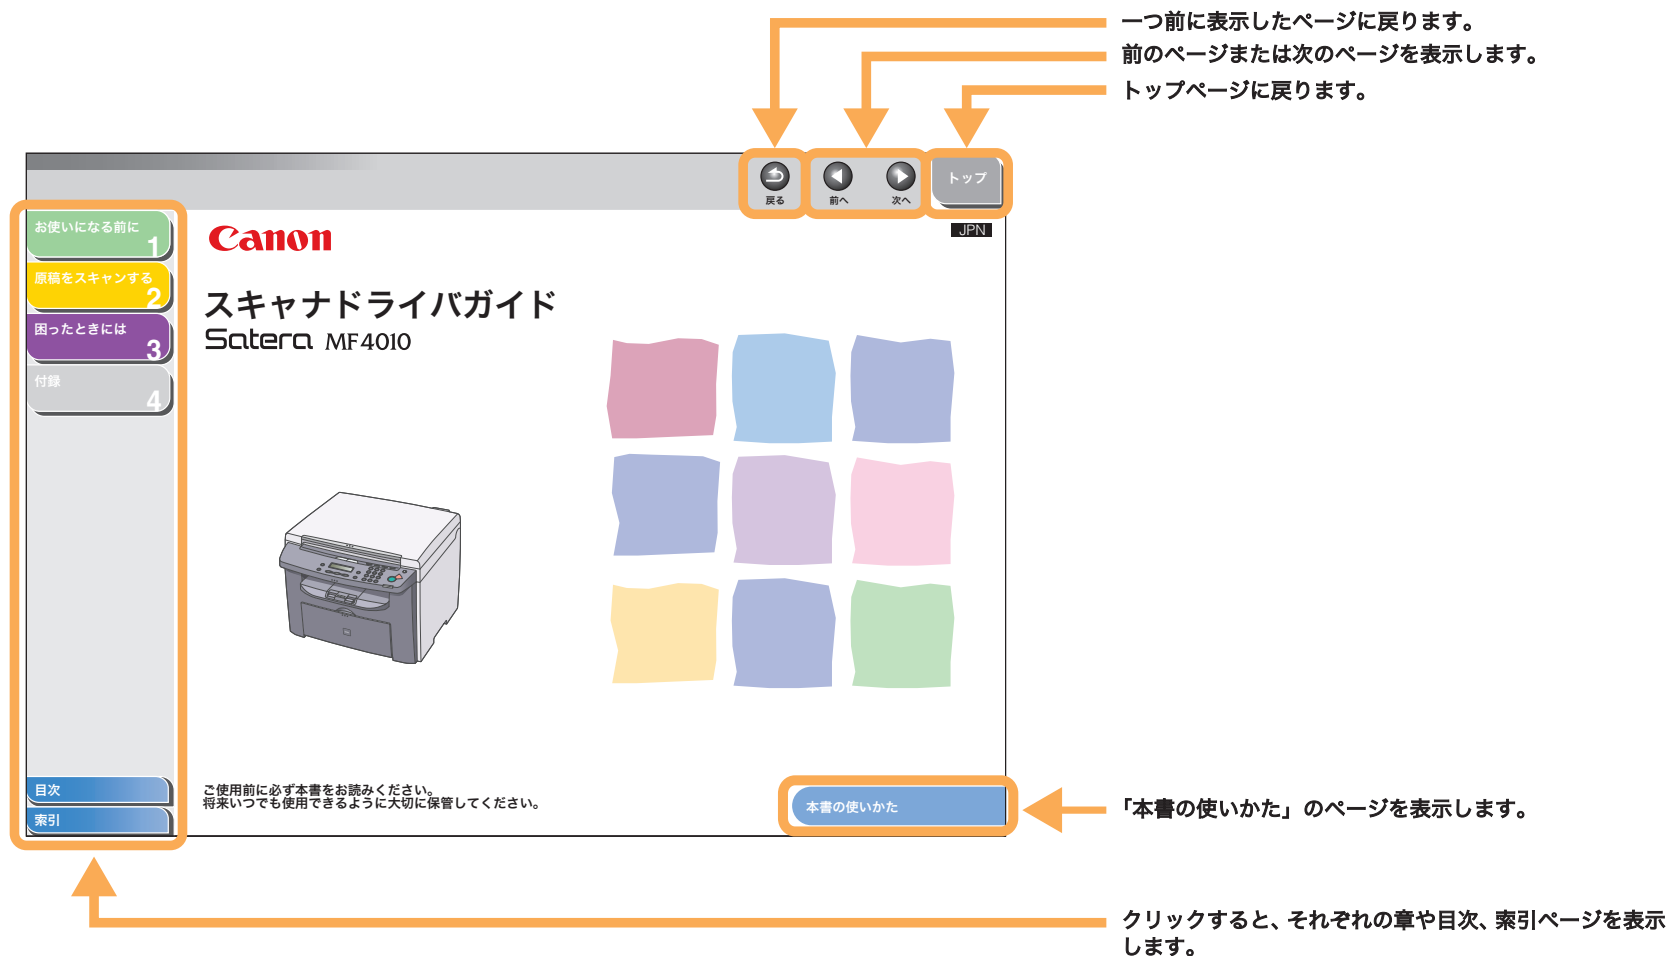 一つ前に表示したページに戻ります。
前のページまたは次のページを表示します。
トップページに戻ります。
戻る
前へ
次へ
トップ
お使いになる前に
1
原稿をスキャンする
2
困ったときには
3
付録
4
Canon
JPN
スキャナドライバガイド
Satera MF4010
目次
索引
ご使用前に必ず本書をお読みください。
将来いつでも使用できるように大切に保管してください。
本書の使いかた
「本書の使いかた」のページを表示します。
クリックすると、それぞれの章や目次、索引ページを表示
します。